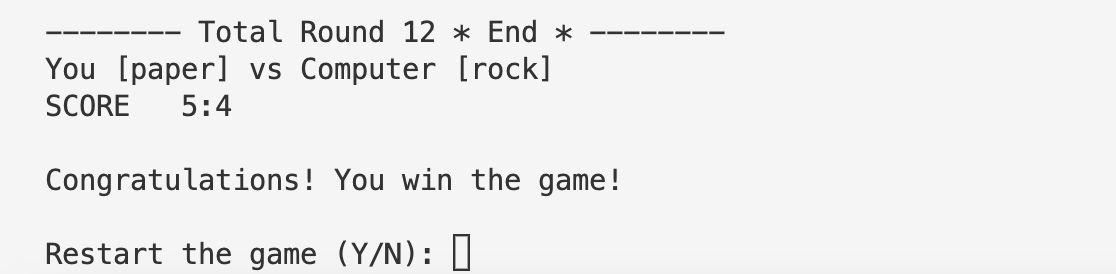 -------- Total Round 12 * End * --------
You [paper] vs Computer [rock]
SCORE   5:4
Congratulations! You win the game!
Restart the game (Y/N):